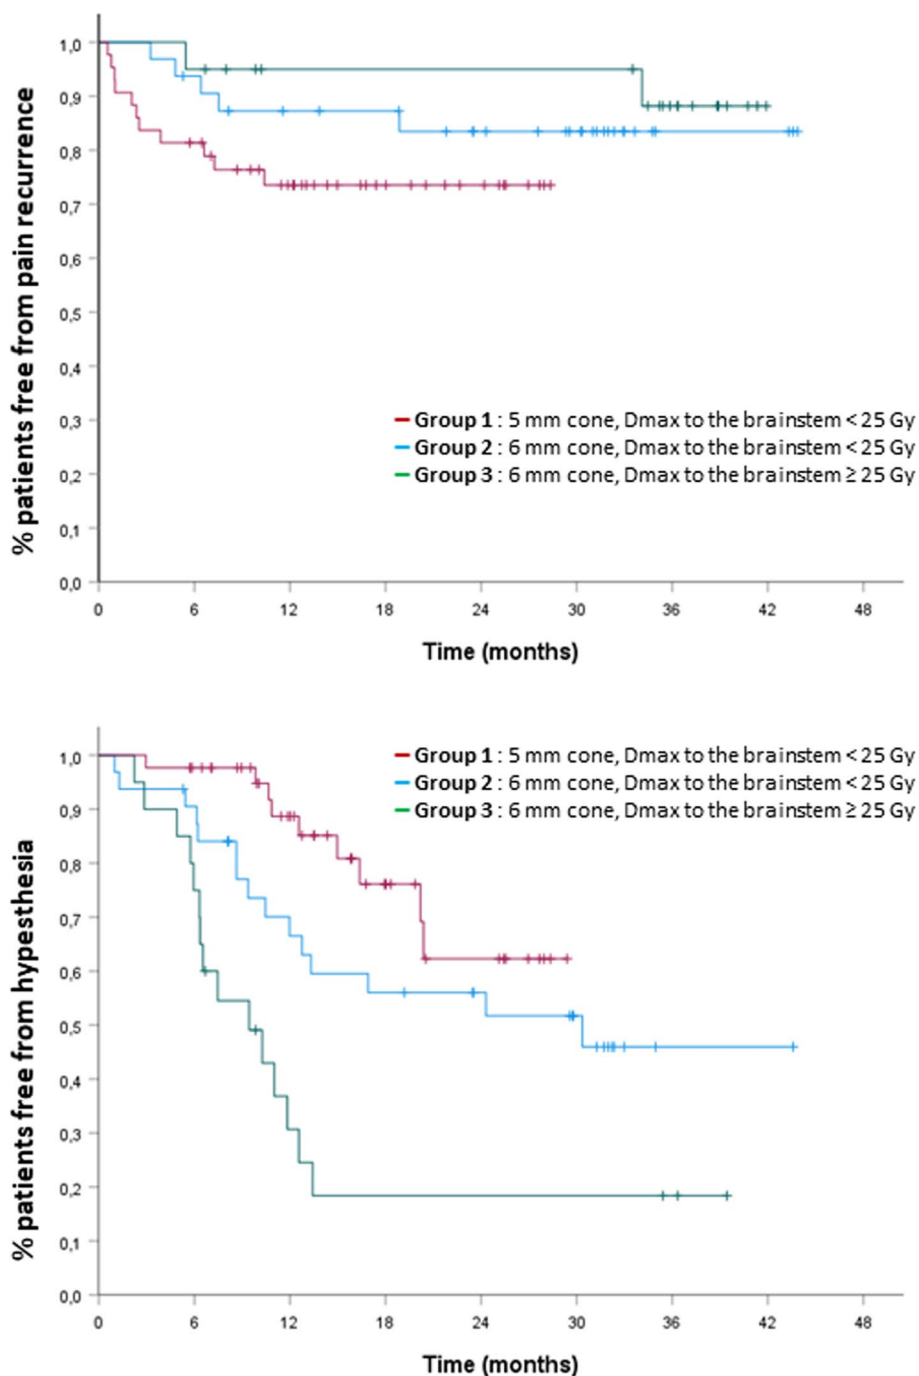 % patients free from pain recurrence
1,0
0,9
0,8
0,7
0,6
0,5
0,4
0,3
0,2
0,1
0,0
Group 1 : 5 mm cone, Dmax to the brainstem < 25 Gy
Group 2 : 6 mm cone, Dmax to the brainstem < 25 Gy
Group 3 : 6 mm cone, Dmax to the brainstem ≥ 25 Gy
0 6 12 18 24 30 36 42 48
Time (months)
% patients free from hypesthesia
1,0
0,9
0,8
0,7
0,6
0,5
0,4
0,3
0,2
0,1
0,0
Group 1 : 5 mm cone, Dmax to the brainstem < 25 Gy
Group 2 : 6 mm cone, Dmax to the brainstem < 25 Gy
Group 3 : 6 mm cone, Dmax to the brainstem ≥ 25 Gy
0 6 12 18 24 30 36 42 48
Time (months)